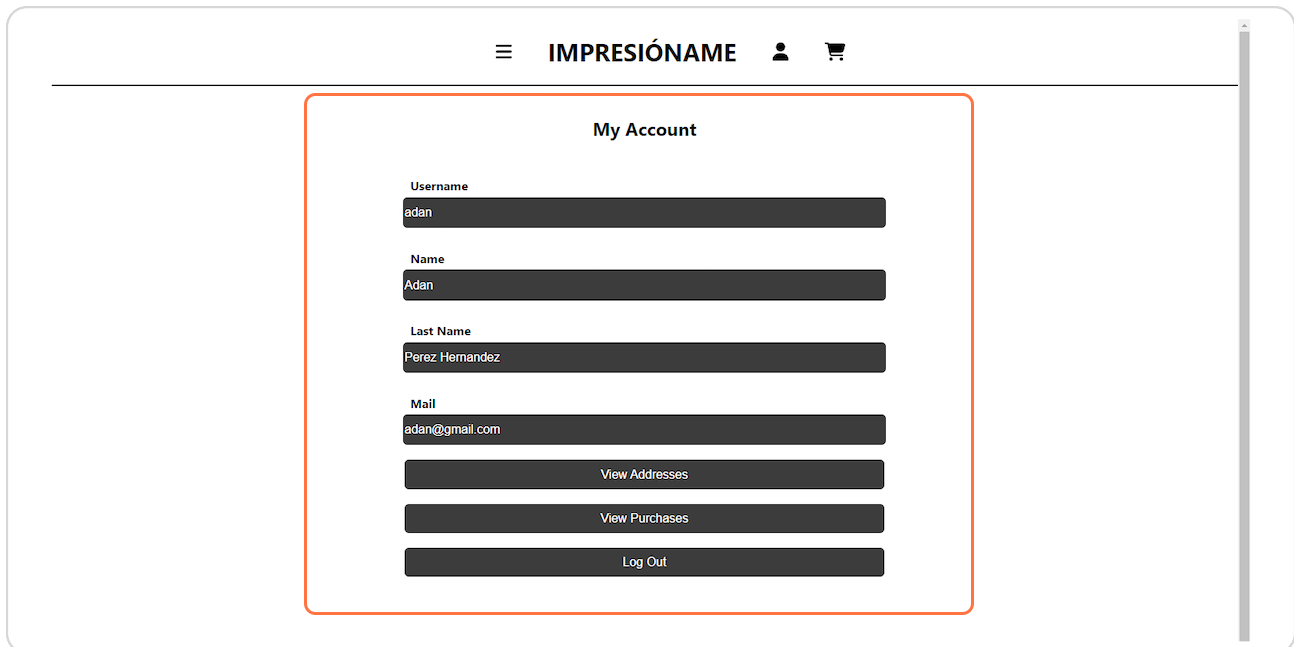 IMPRESIÓNAME
My Account
Username
adan
Name
Adan
Last Name
Perez Hernandez
Mail
adan@gmail.com
View Addresses
View Purchases
Log Out